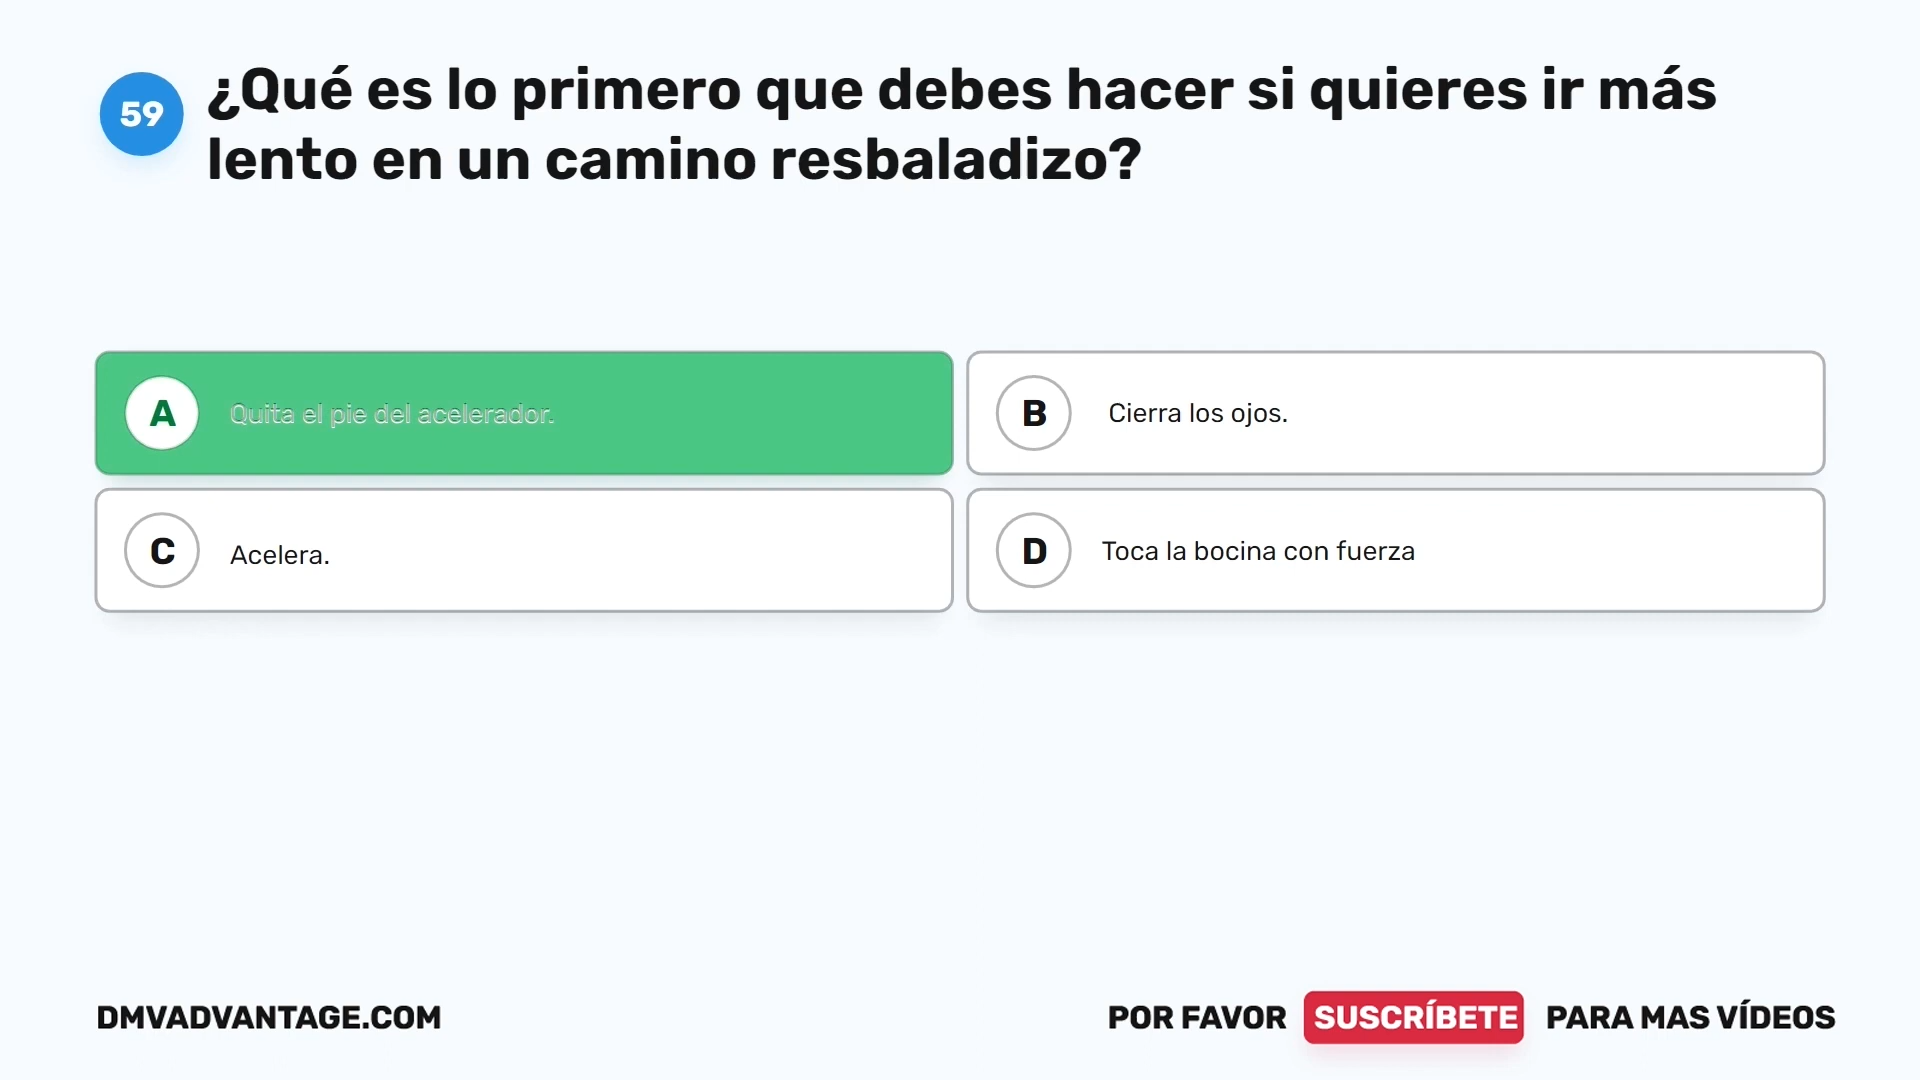 59
¿Qué es lo primero que debes hacer si quieres ir más
lento en un camino resbaladizo?
A Quita el pie del acelerador.
B Cierra los ojos.
C Acelera.
D Toca la bocina con fuerza
DMVADVANTAGE.COM
POR FAVOR SUSCRÍBETE PARA MAS VÍDEOS